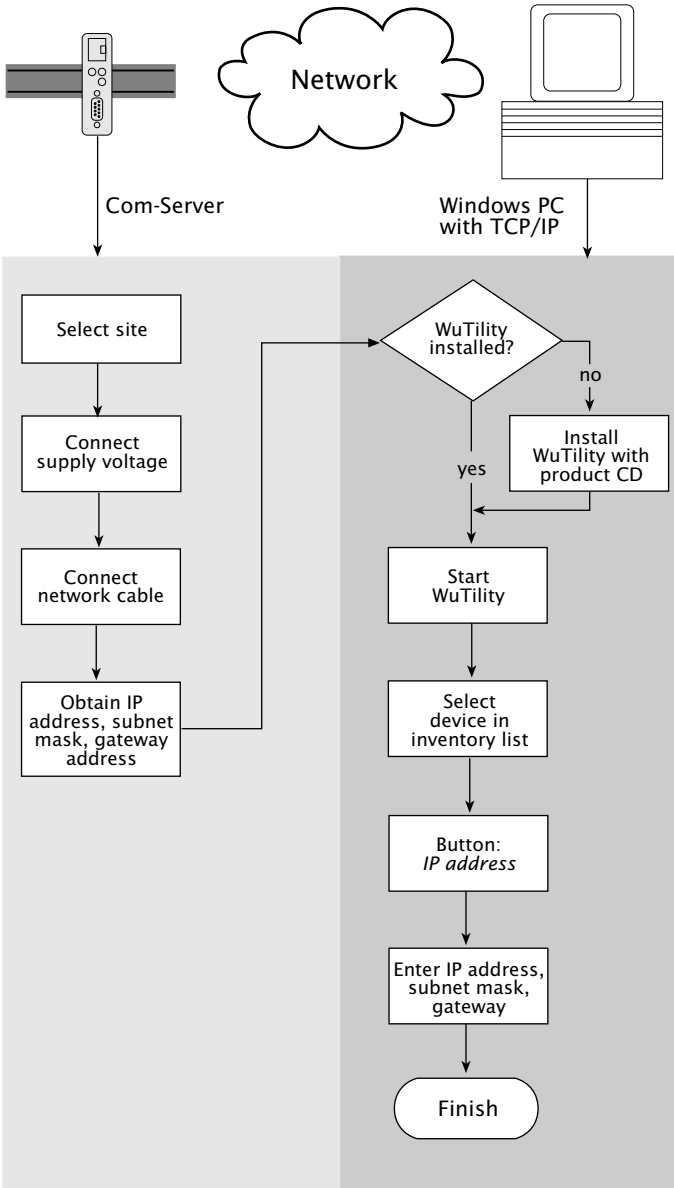 Network
Com-Server
Windows PC
with TCP/IP
Select site
Connect
supply voltage
Connect
network cable
Obtain IP
address, subnet
mask, gateway
address
WuTility
installed?
no
Install
WuTility with
product CD
yes
Start
WuTility
Select
device in
inventory list
Button:
IP address
Enter IP address,
subnet mask,
gateway
Finish